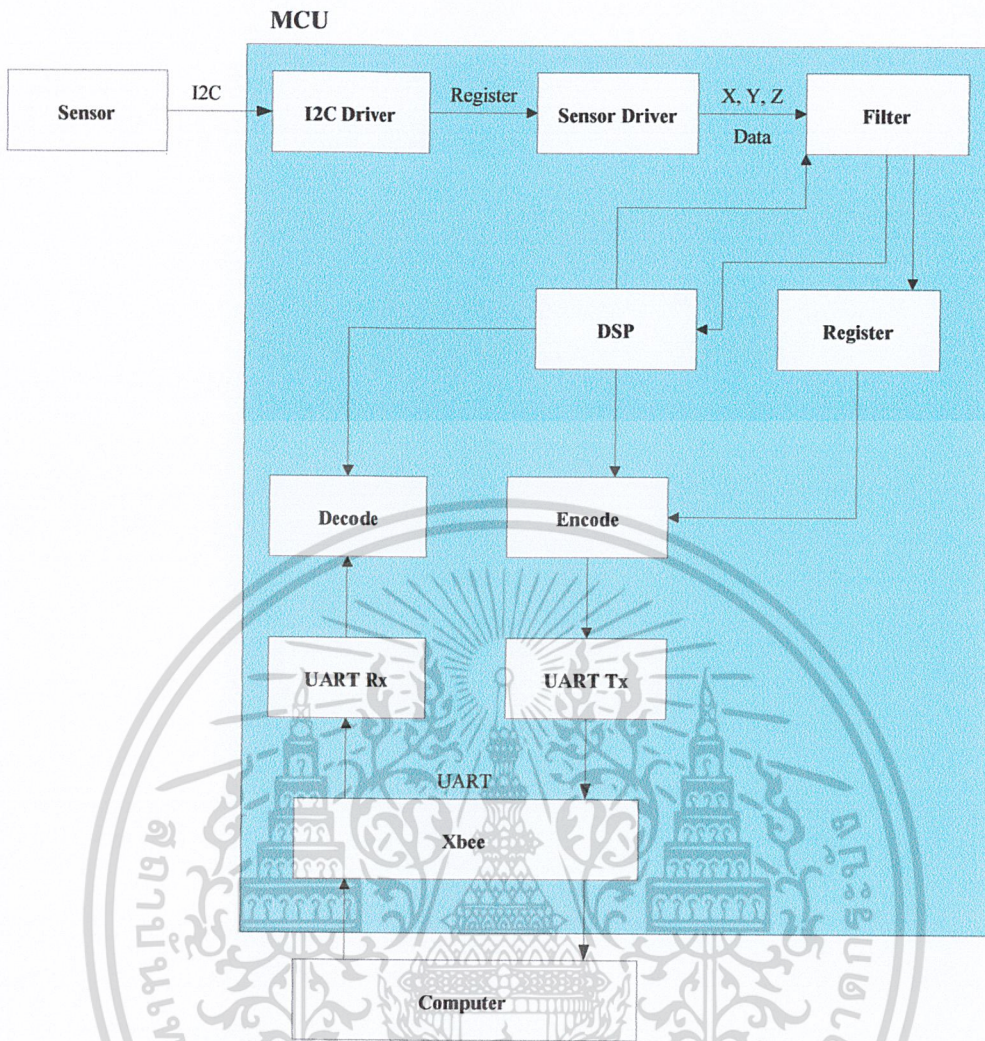 MCU
Sensor
I2C
I2C Driver
Register
Sensor Driver
X, Y, Z
Data
Filter
DSP
Register
Decode
Encode
UART Rx
UART Tx
UART
Xbee
Computer